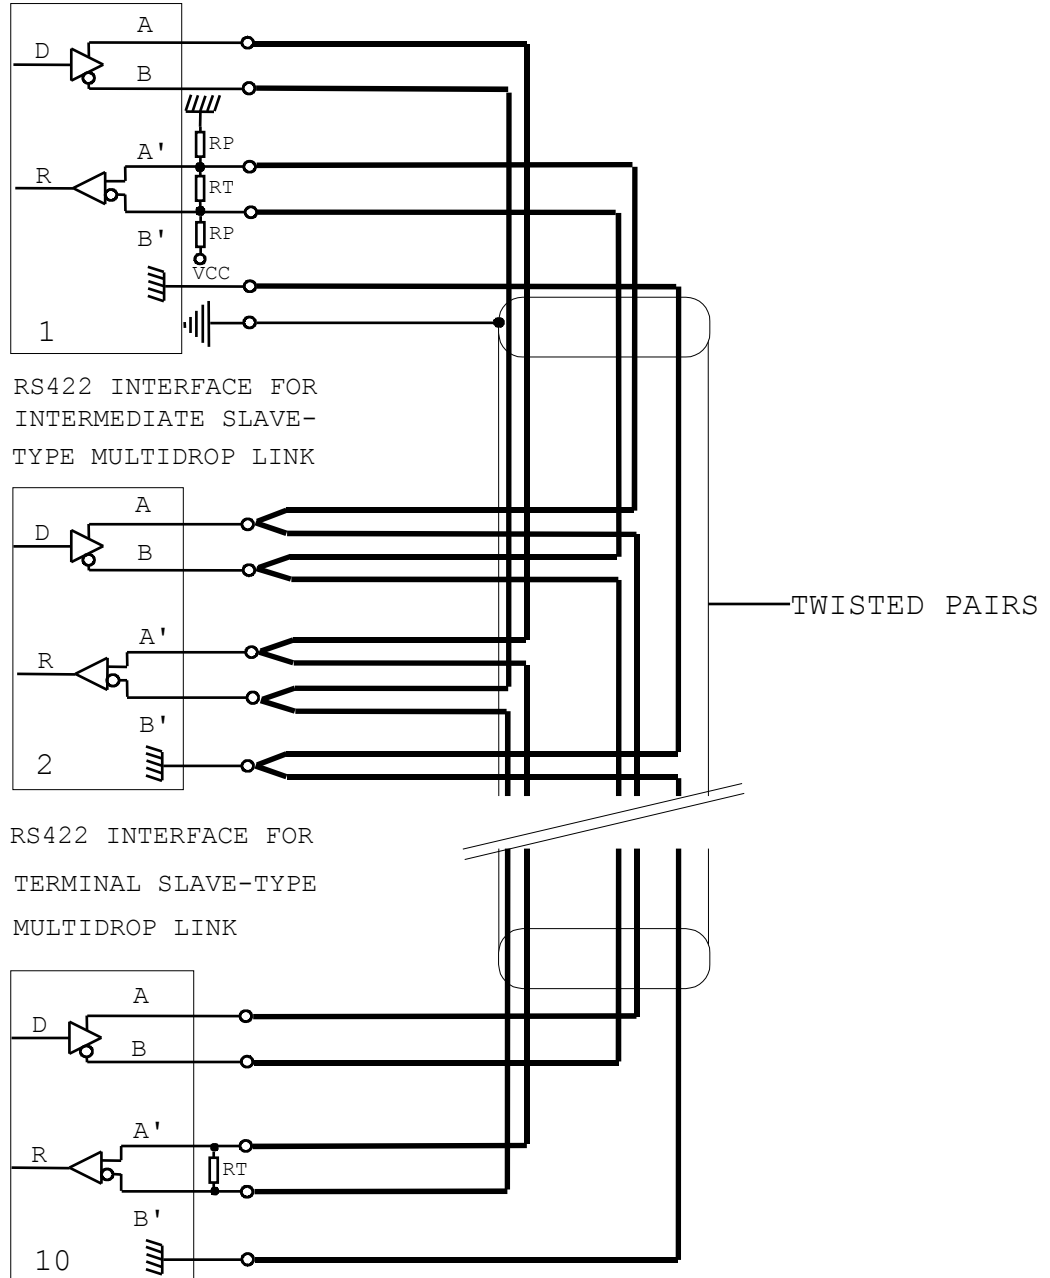 A
D
B
RP
A'
R
RT
B'
RP
VCC
1
RS422 INTERFACE FOR
INTERMEDIATE SLAVE-
TYPE MULTIDROP LINK
A
D
B
TWISTED PAIRS
A'
R
B'
2
RS422 INTERFACE FOR
TERMINAL SLAVE-TYPE
MULTIDROP LINK
A
D
B
A'
R
RT
B'
10